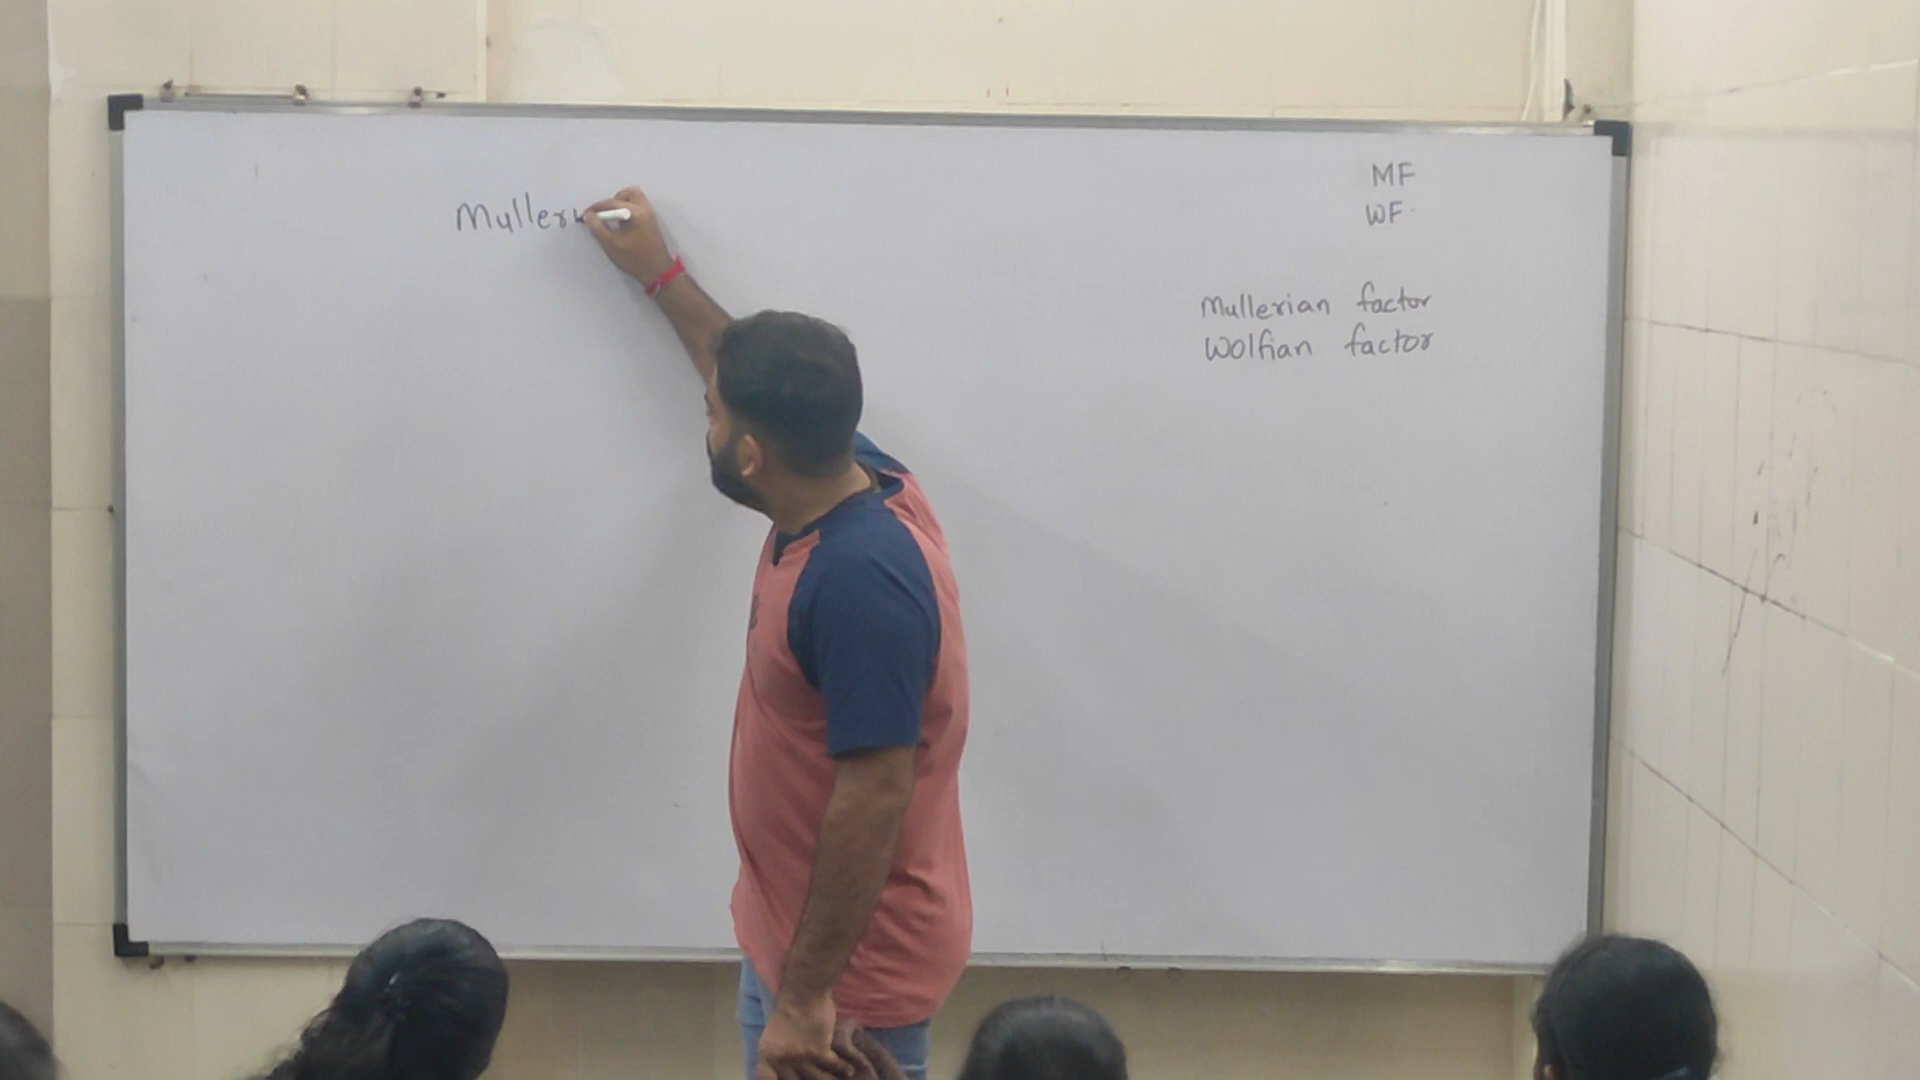 Muller
MF
WF
Mullerian factor
Wolfian factor